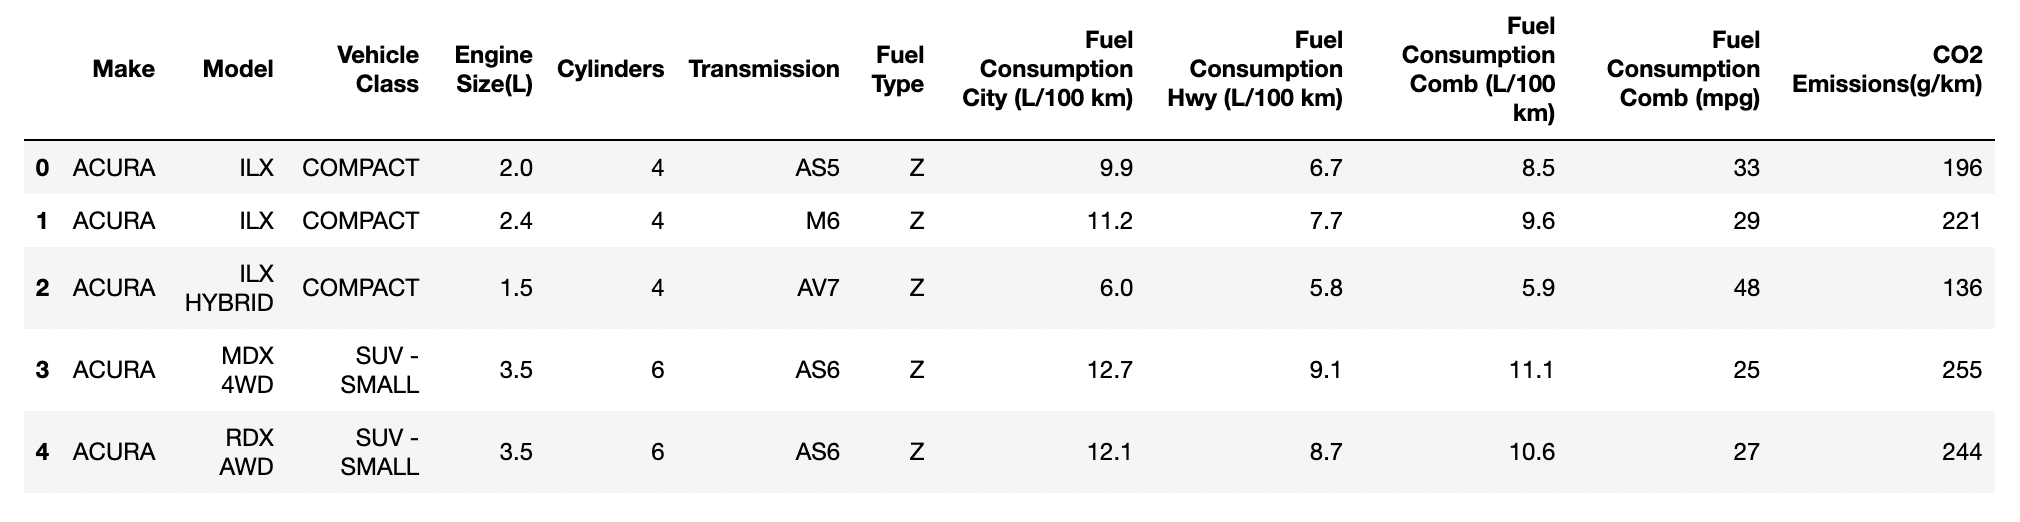 Make Model Vehicle Class Engine Size(L) Cylinders Transmission Fuel Type Fuel Consumption City (L/100 km) Fuel Consumption Hwy (L/100 km) Fuel Consumption Comb (L/100 km) Fuel Consumption Comb (mpg) CO2 Emissions(g/km)
0 ACURA ILX COMPACT 2.0 4 AS5 Z 9.9 6.7 8.5 33 196
1 ACURA ILX COMPACT 2.4 4 M6 Z 11.2 7.7 9.6 29 221
2 ACURA ILX HYBRID COMPACT 1.5 4 AV7 Z 6.0 5.8 5.9 48 136
3 ACURA MDX 4WD SUV - SMALL 3.5 6 AS6 Z 12.7 9.1 11.1 25 255
4 ACURA RDX AWD SUV - SMALL 3.5 6 AS6 Z 12.1 8.7 10.6 27 244